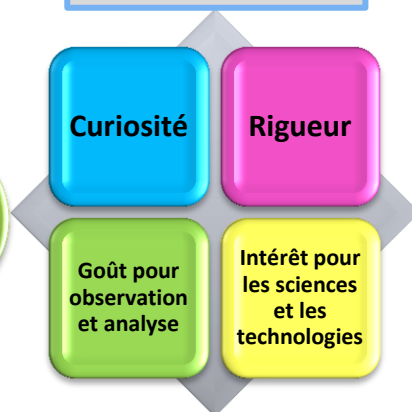 Curiosité
Rigueur
Goût pour
observation
et analyse
Intérêt pour
les sciences
et les
technologies